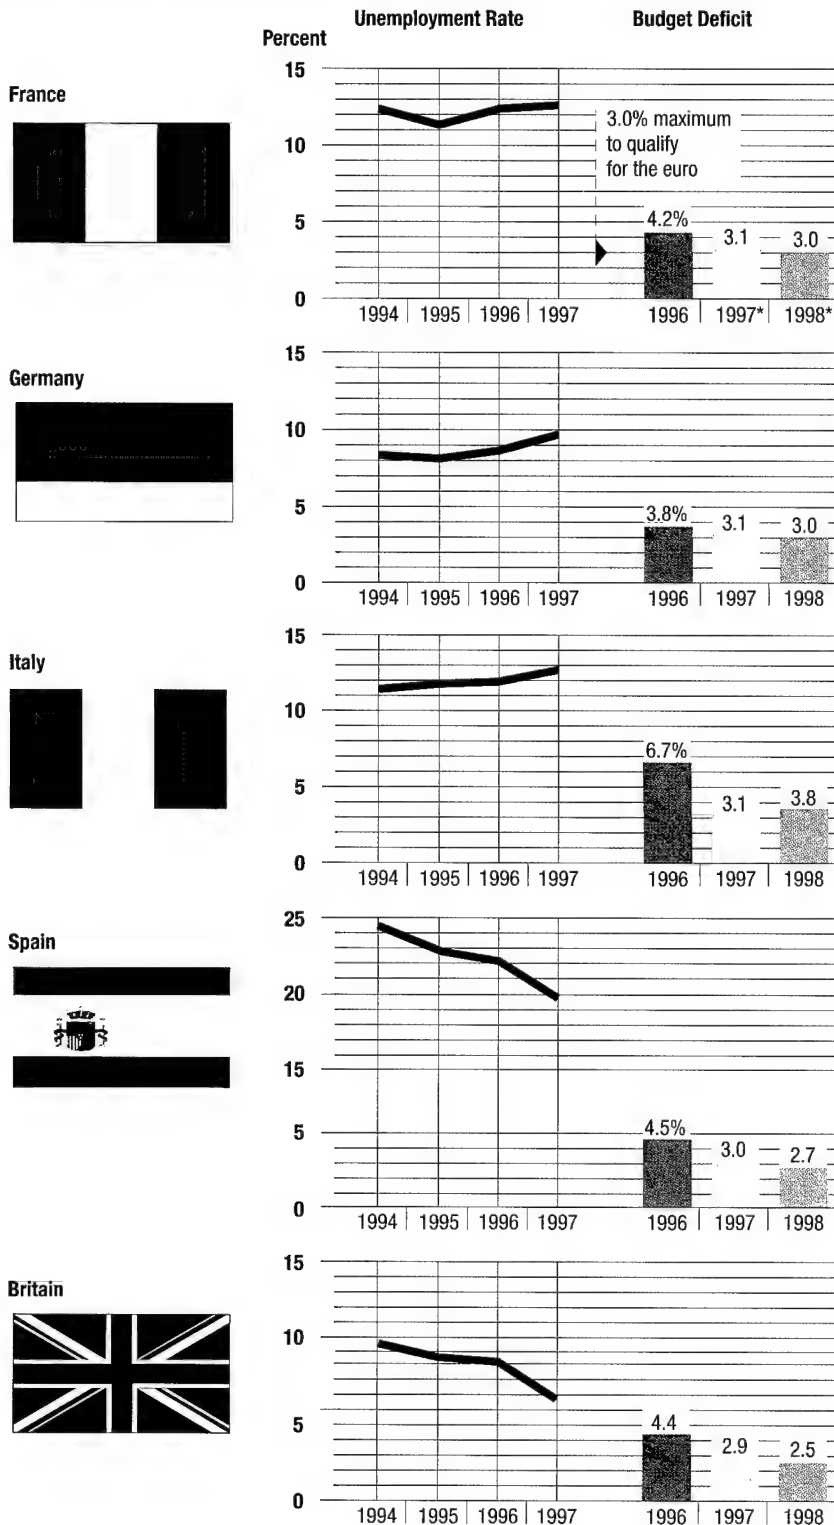 Unemployment Rate Budget Deficit
Percent
France
15
10
5
0
3.0% maximum
to qualify
for the euro
4.2% 3.1 3.0
1994 1995 1996 1997 1996 1997* 1998*
Germany
15
10
5
0
3.8% 3.1 3.0
1994 1995 1996 1997 1996 1997 1998
Italy
15
10
5
0
6.7% 3.1 3.8
1994 1995 1996 1997 1996 1997 1998
Spain
25
20
15
5
0
4.5% 3.0 2.7
1994 1995 1996 1997 1996 1997 1998
Britain
15
10
5
0
4.4 2.9 2.5
1994 1995 1996 1997 1996 1997 1998